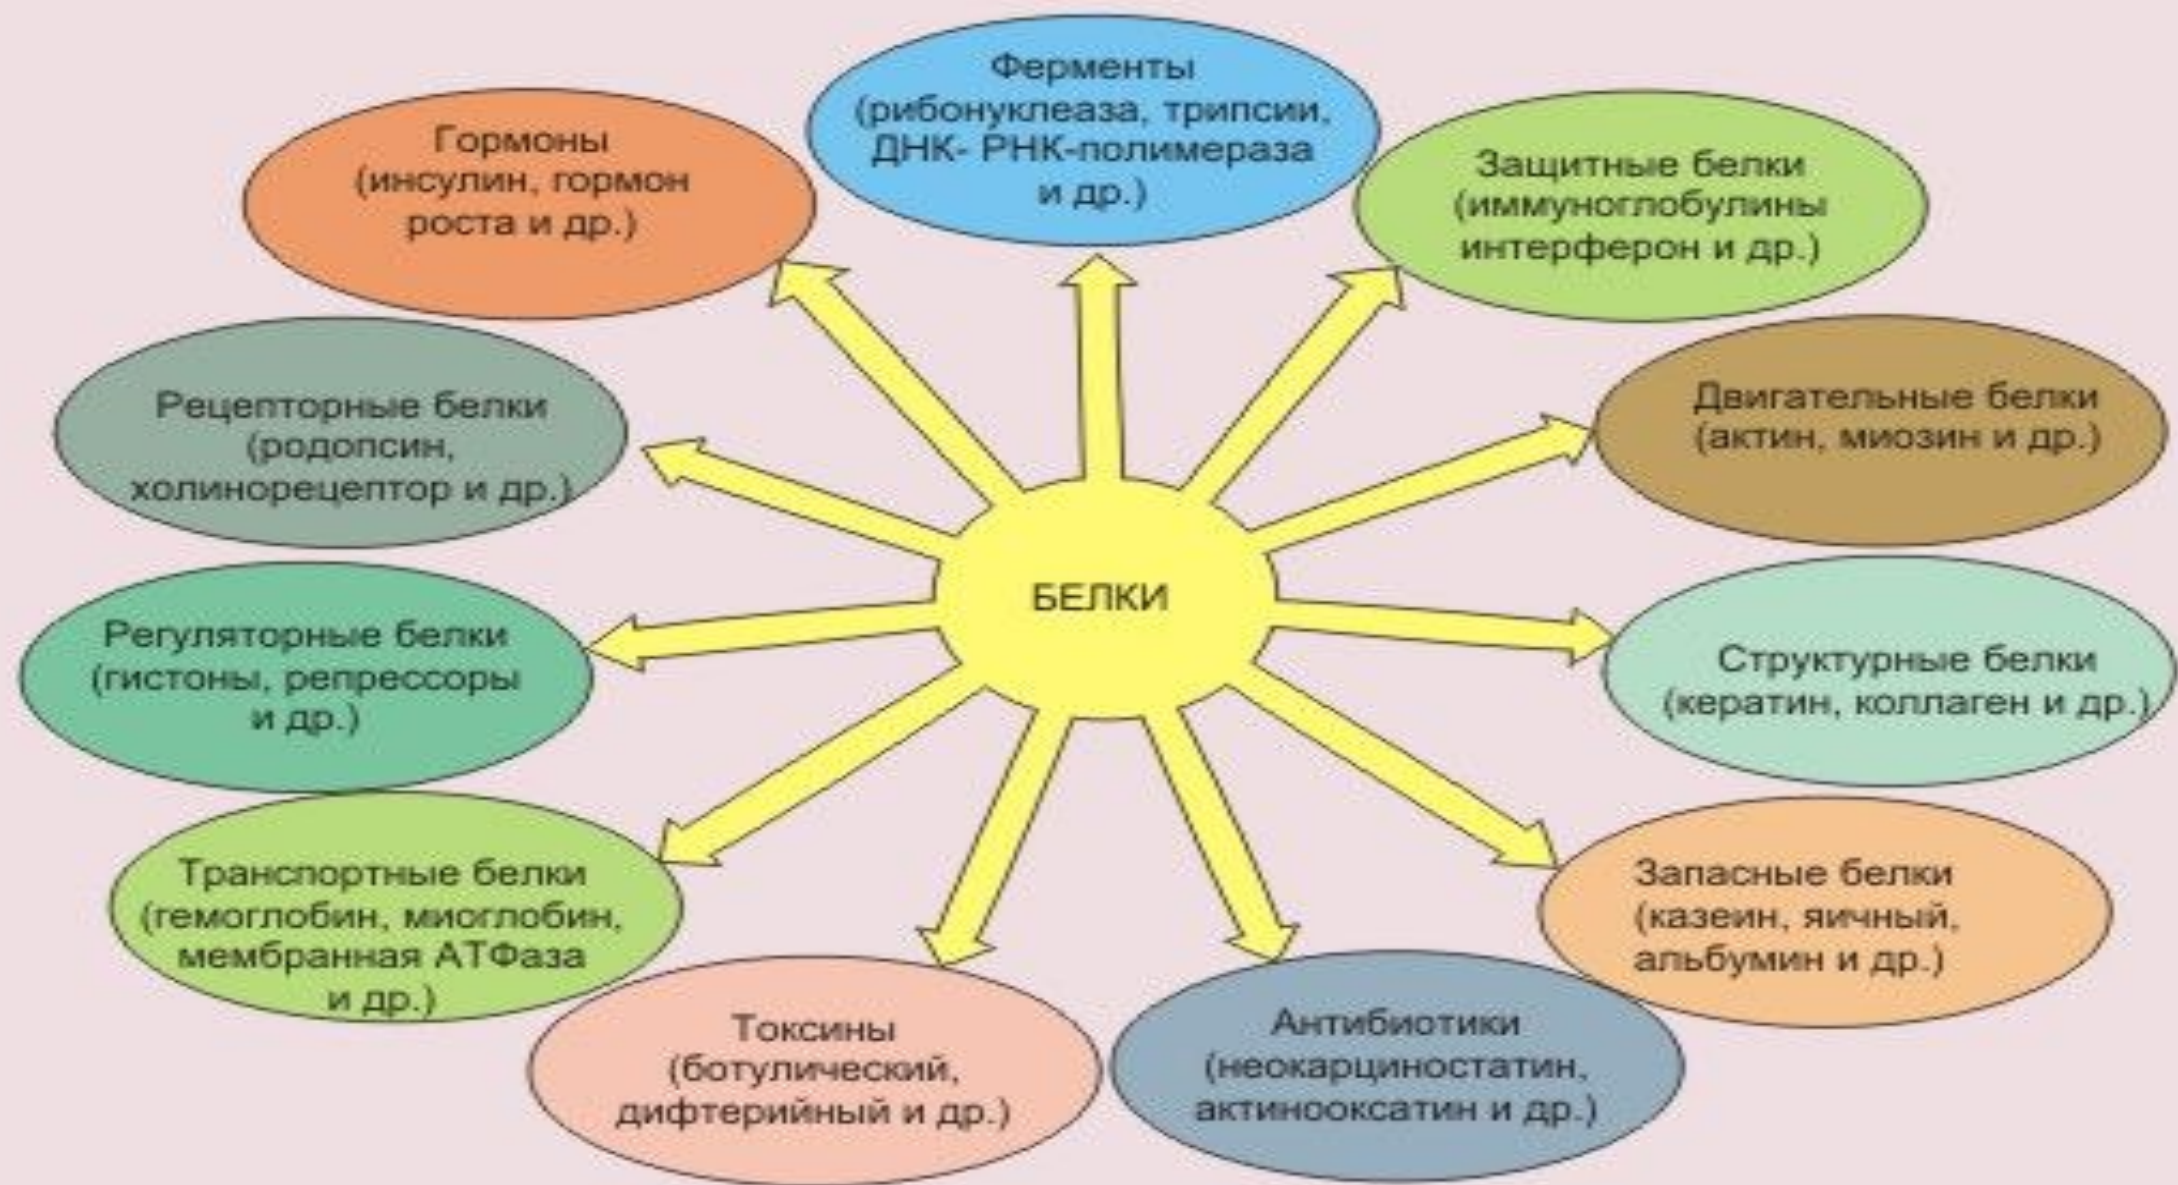 Ферменты
(рибонуклеаза, трипсии,
ДНК- РНК-полимераза
и др.)
Гормоны
(инсулин, гормон
роста и др.)
Защитные белки
(иммуноглобулины
интерферон и др.)
Рецепторные белки
(родопсин,
холинорецептор и др.)
Двигательные белки
(актин, миозин и др.)
БЕЛКИ
Регуляторные белки
(гистоны, репрессоры
и др.)
Структурные белки
(кератин, коллаген и др.)
Транспортные белки
(гемоглобин, миоглобин,
мембранная АТФаза
и др.)
Запасные белки
(казеин, яичный,
альбумин и др.)
Токсины
(ботулический,
дифтерийный и др.)
Антибиотики
(неокарциностатин,
актинооксатин и др.)